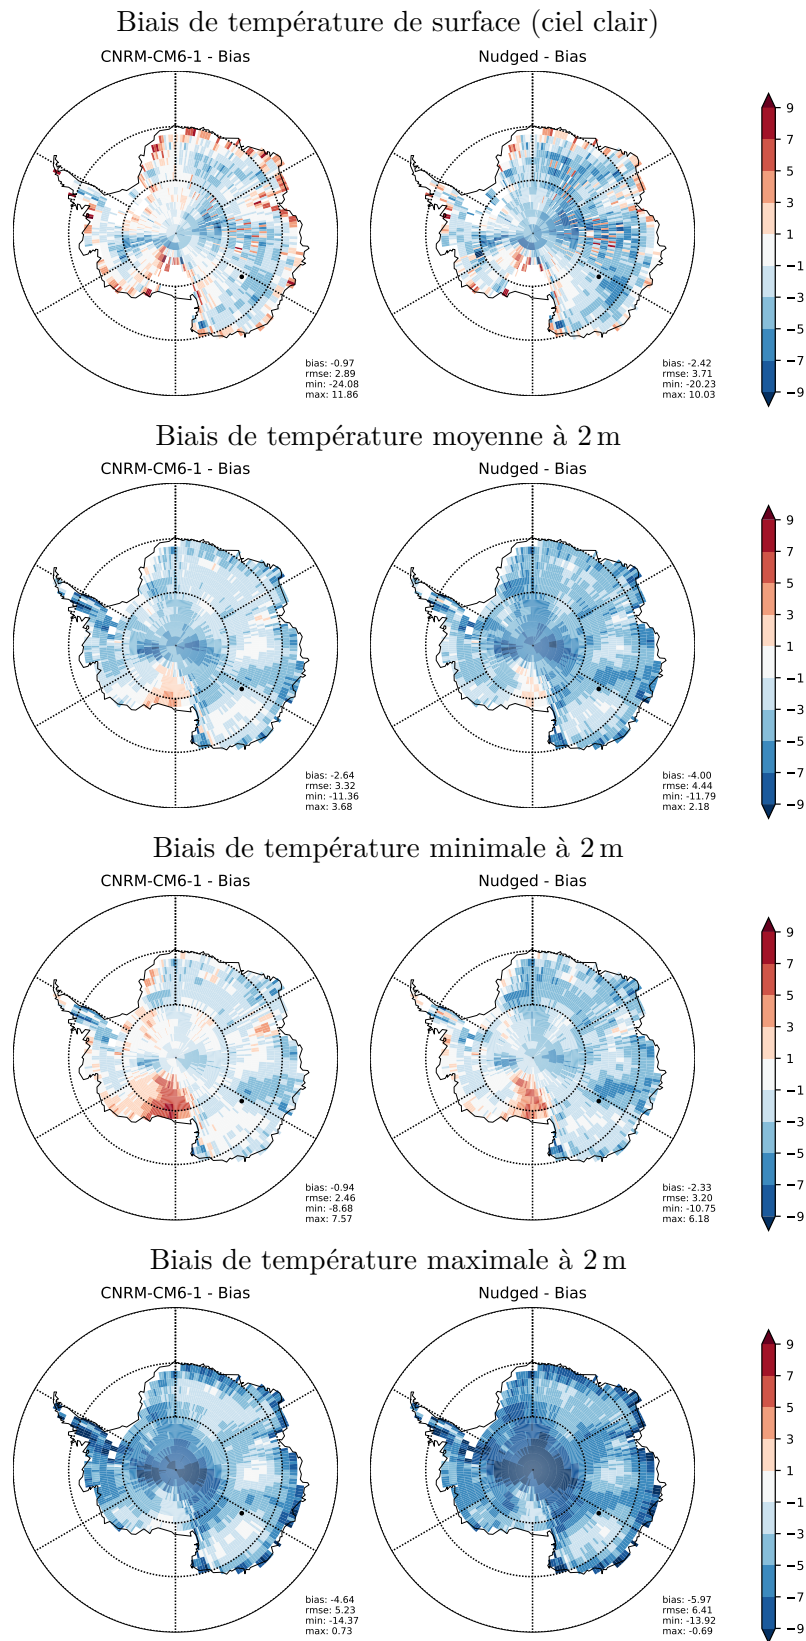 Biais de température de surface (ciel clair)
CNRM-CM6-1 - Bias
Nudged - Bias
bias: -0.97
rmse: 2.89
min: -24.08
max: 11.86
bias: -2.42
rmse: 3.71
min: -20.23
max: 10.03
9
7
5
3
1
−1
−3
−5
−7
−9
Biais de température moyenne à 2 m
CNRM-CM6-1 - Bias
Nudged - Bias
bias: -2.64
rmse: 3.32
min: -11.36
max: 3.68
bias: -4.00
rmse: 4.44
min: -11.79
max: 2.18
9
7
5
3
1
−1
−3
−5
−7
−9
Biais de température minimale à 2 m
CNRM-CM6-1 - Bias
Nudged - Bias
bias: -0.94
rmse: 2.46
min: -8.68
max: 7.57
bias: -2.33
rmse: 3.20
min: -10.75
max: 6.18
9
7
5
3
1
−1
−3
−5
−7
−9
Biais de température maximale à 2 m
CNRM-CM6-1 - Bias
Nudged - Bias
bias: -4.64
rmse: 5.23
min: -14.37
max: 0.73
bias: -5.97
rmse: 6.41
min: -13.92
max: -0.69
9
7
5
3
1
−1
−3
−5
−7
−9